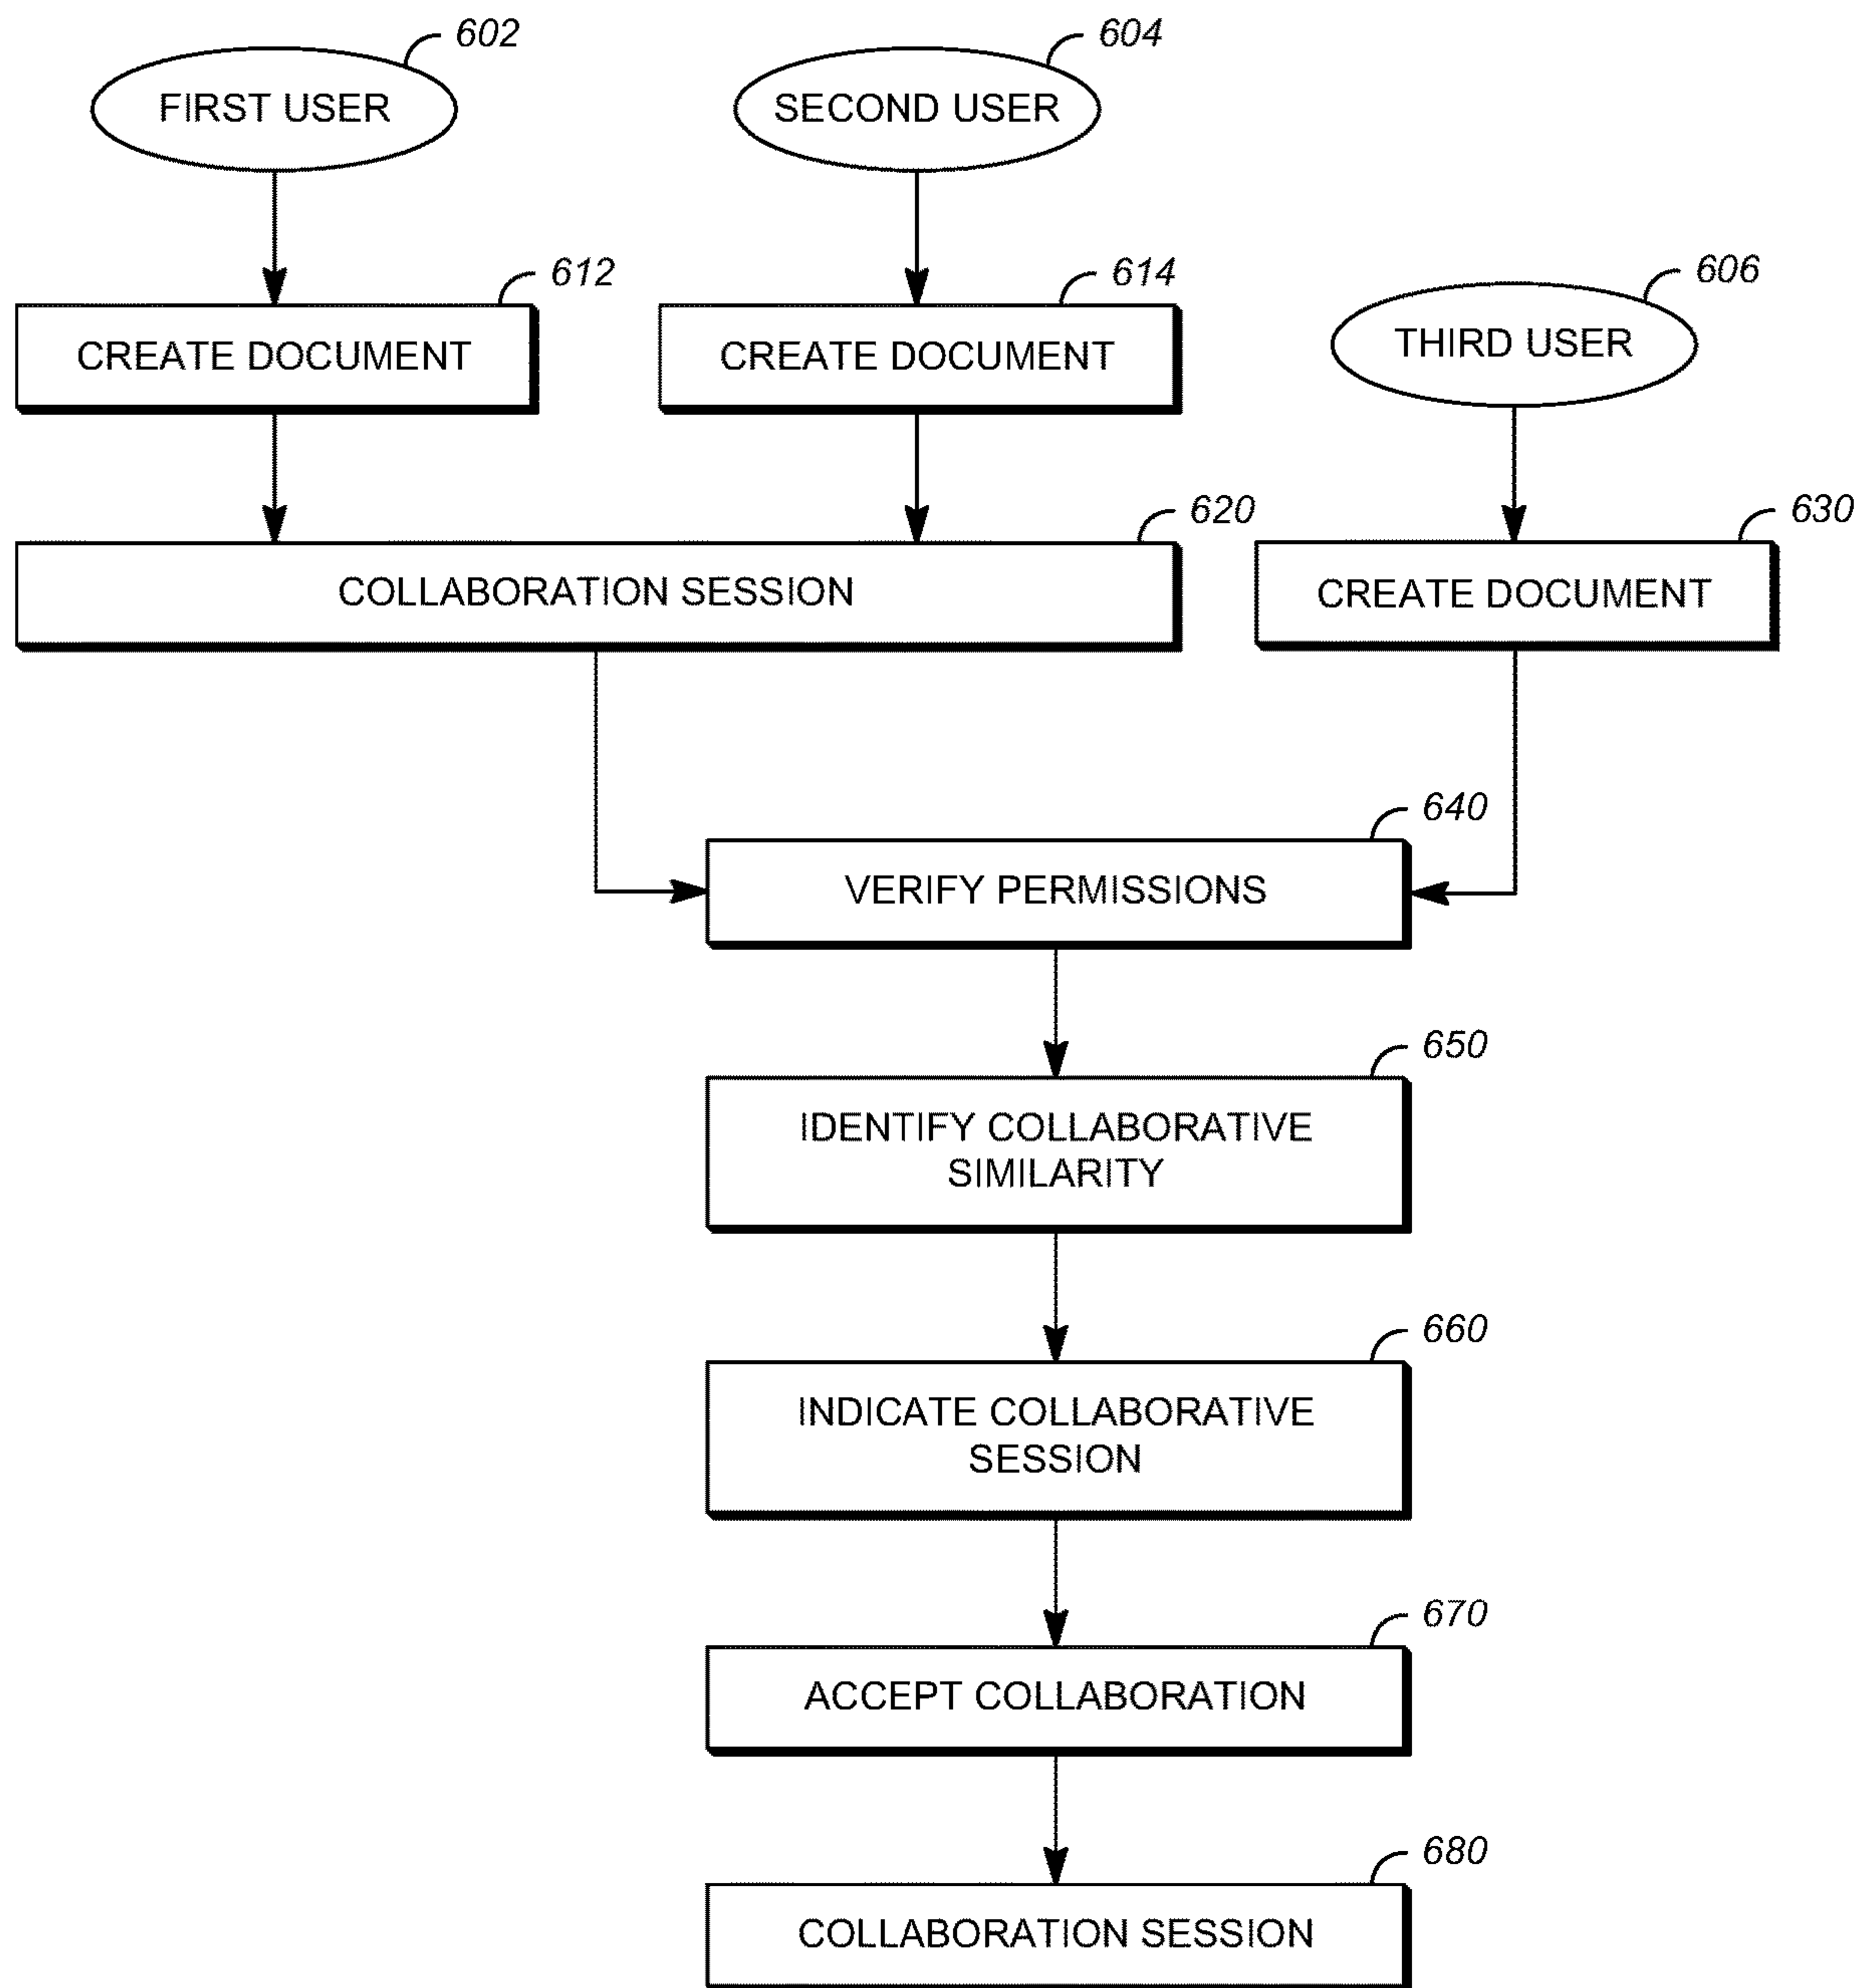 602
FIRST USER
604
SECOND USER
612
CREATE DOCUMENT
614
CREATE DOCUMENT
606
THIRD USER
620
COLLABORATION SESSION
630
CREATE DOCUMENT
640
VERIFY PERMISSIONS
650
IDENTIFY COLLABORATIVE
SIMILARITY
660
INDICATE COLLABORATIVE
SESSION
670
ACCEPT COLLABORATION
680
COLLABORATION SESSION